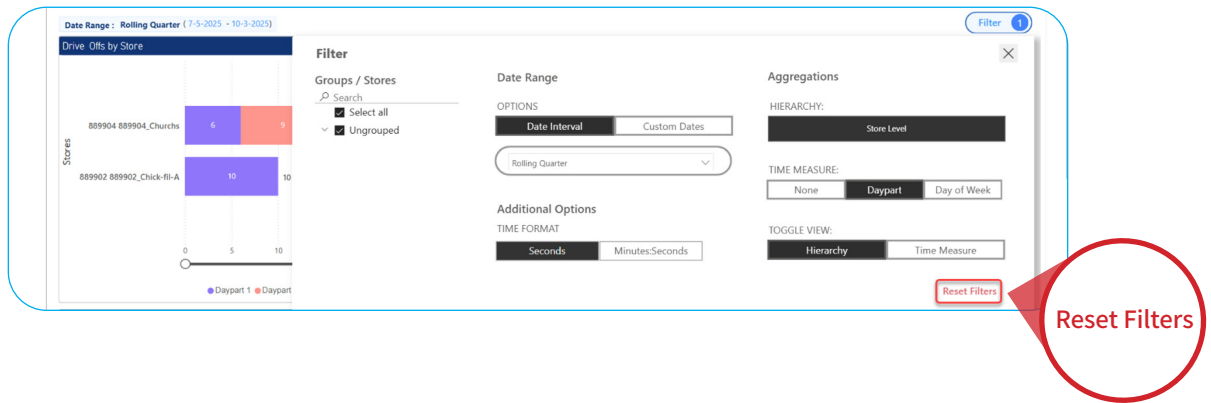 Date Range : Rolling Quarter ( 7-5-2025 - 10-3-2025)
Filter 1
Drive Offs by Store
Stores
889904 889904_Churchs 6 9
889902 889902_Chick-fil-A 10 10
0 5 10
Daypart 1 Daypart
Filter
Groups / Stores
Search
Select all
Ungrouped
Date Range
OPTIONS
Date Interval Custom Dates
Rolling Quarter
Additional Options
TIME FORMAT
Seconds Minutes:Seconds
Aggregations
HIERARCHY:
Store Level
TIME MEASURE:
None Daypart Day of Week
TOGGLE VIEW:
Hierarchy Time Measure
Reset Filters
Reset Filters